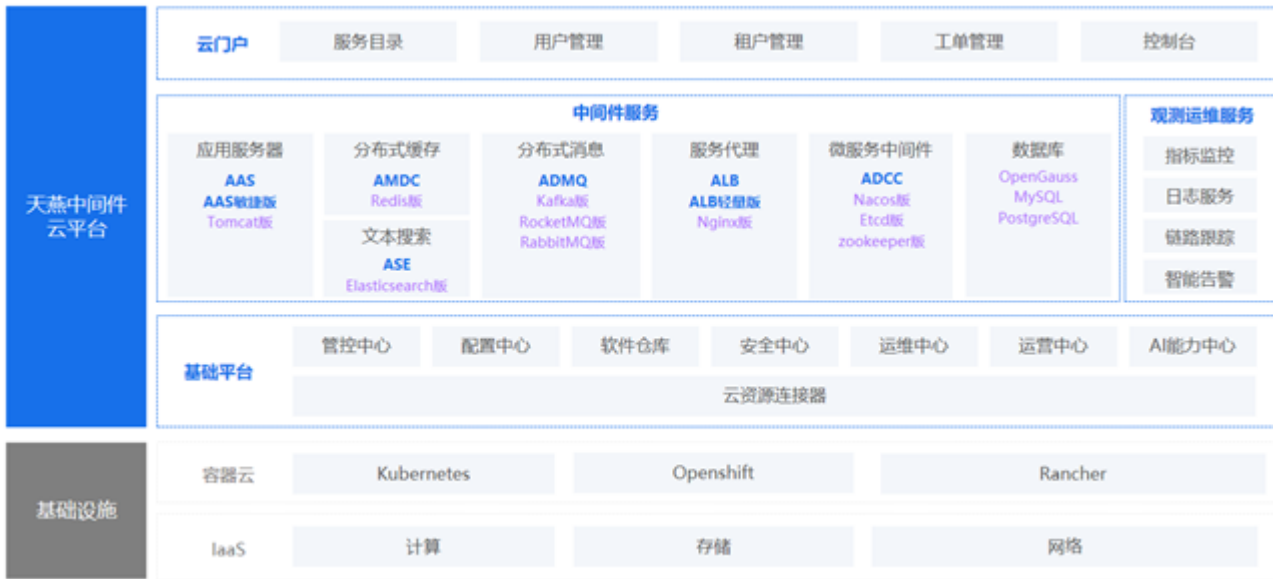 天燕中间件
云平台
云门户
服务目录
用户管理
租户管理
工单管理
控制台
中间件服务
应用服务器
AAS
AAS敏捷版
Tomcat版
分布式缓存
AMDC
Redis版
文本搜索
ASE
Elasticsearch版
分布式消息
ADMQ
Kafka版
RocketMQ版
RabbitMQ版
服务代理
ALB
ALB轻量版
Nginx版
微服务中间件
ADCC
Nacos版
Etcd版
zookeeper版
数据库
OpenGauss
MySQL
PostgreSQL
观测运维服务
指标监控
日志服务
链路跟踪
智能告警
基础平台
管控中心
配置中心
软件仓库
安全中心
运维中心
运营中心
AI能力中心
云资源连接器
基础设施
容器云
Kubernetes
Openshift
Rancher
IaaS
计算
存储
网络